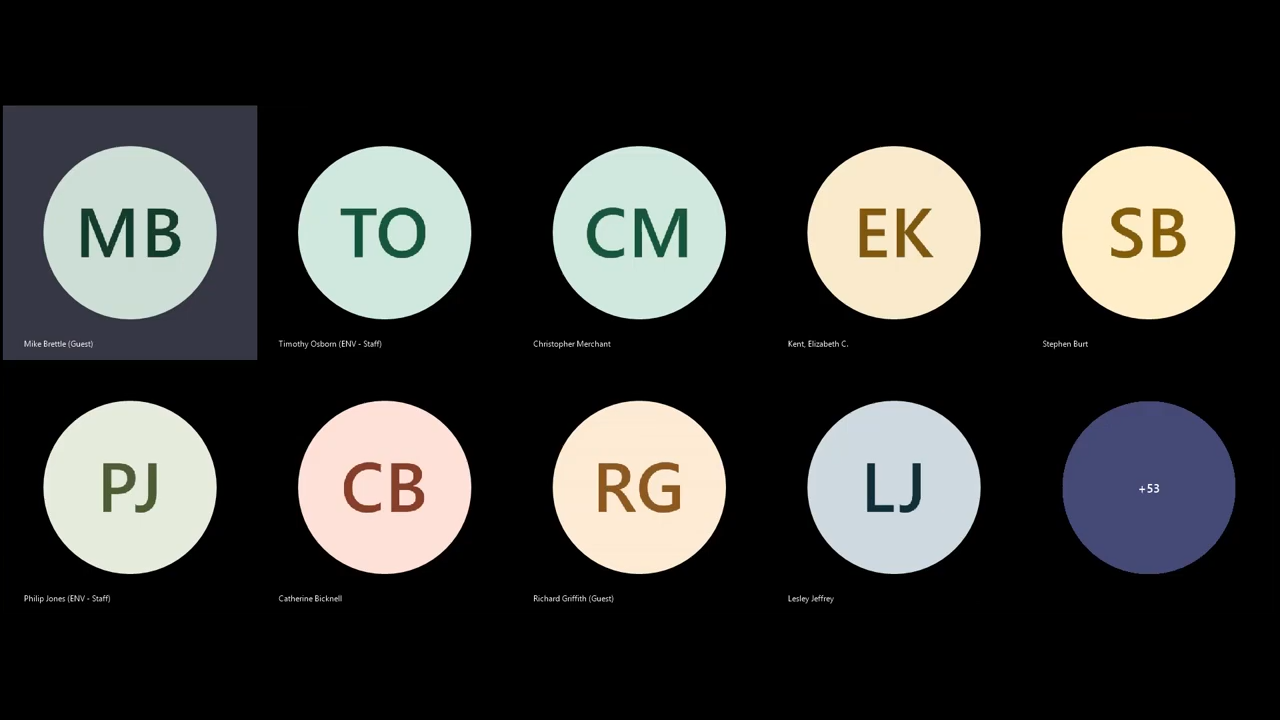 MB
TO
CM
EK
SB
Mike Brettle (Guest)
Timothy Osborn (ENV - Staff)
Christopher Merchant
Kent, Elizabeth C.
Stephen Burt
PJ
CB
RG
LJ
+53
Philip Jones (ENV - Staff)
Catherine Bicknell
Richard Griffith (Guest)
Lesley Jeffrey